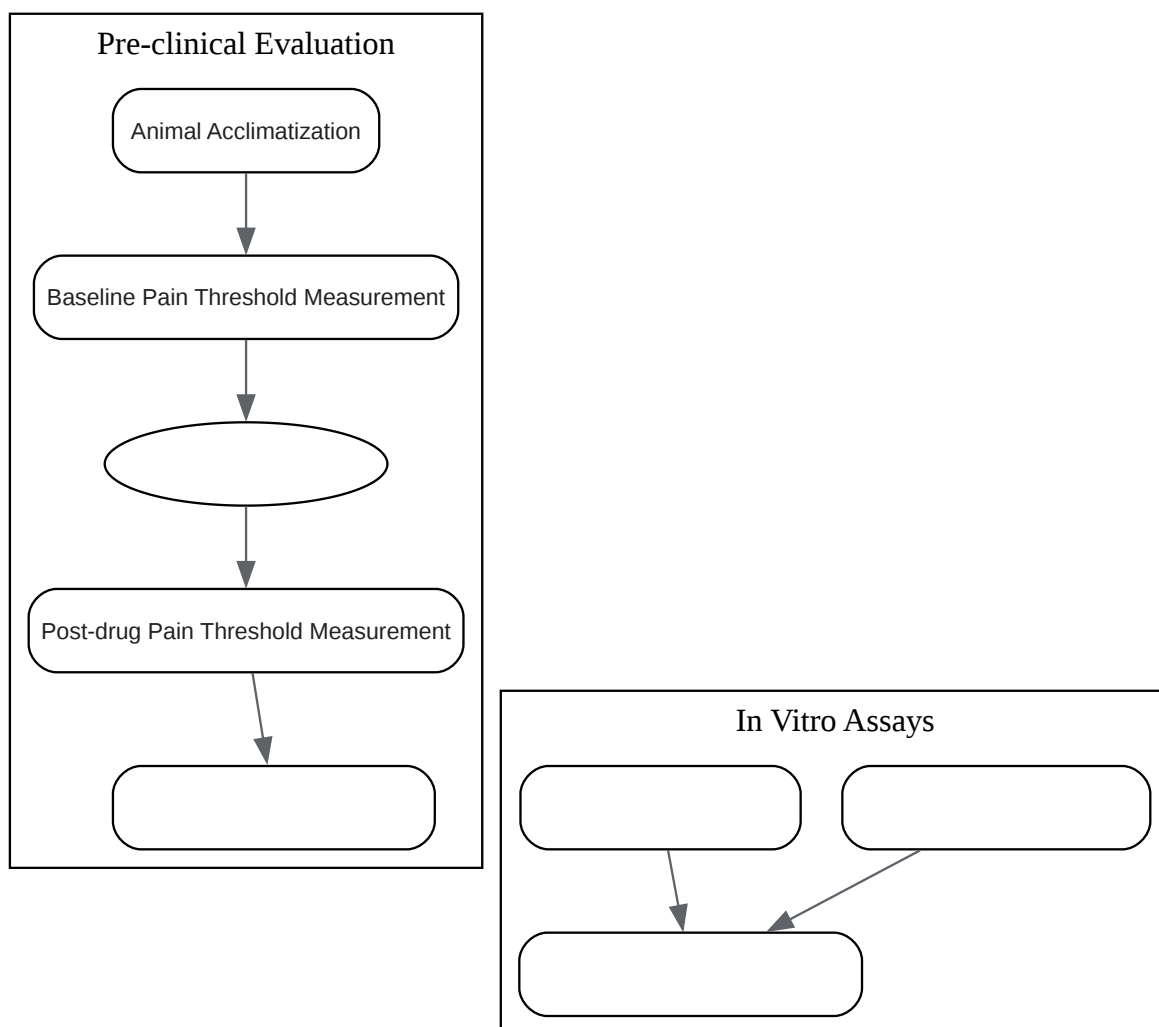 Pre-clinical Evaluation
Animal Acclimatization
Baseline Pain Threshold Measurement
Post-drug Pain Threshold Measurement
In Vitro Assays